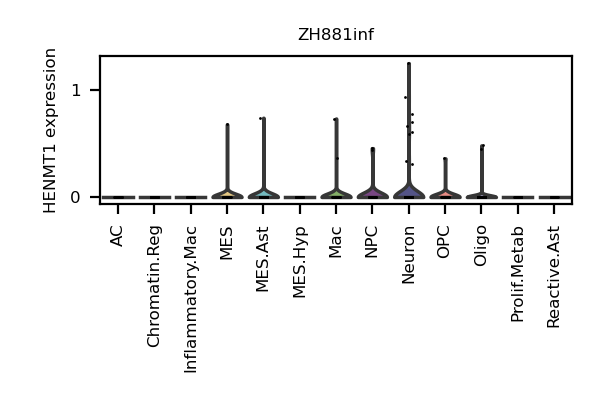 ZH881inf
HENMT1 expression
1
0
AC
Chromatin.Reg
Inflammatory.Mac
MES
MES.Ast
MES.Hyp
Mac
NPC
Neuron
OPC
Oligo
Prolif.Metab
Reactive.Ast